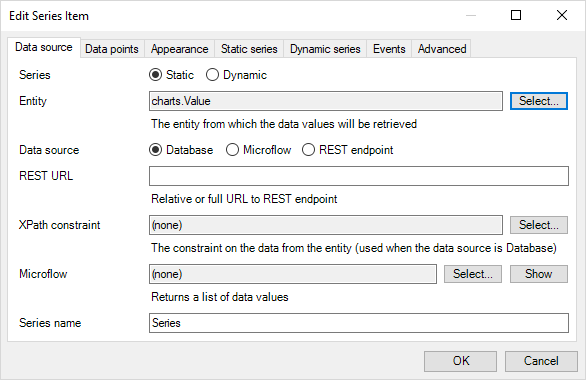 Edit Series Item
Data source Data points Appearance Static series Dynamic series Events Advanced
Series Static Dynamic
Entity charts.Value Select...
The entity from which the data values will be retrieved
Data source Database Microflow REST endpoint
REST URL
Relative or full URL to REST endpoint
XPath constraint (none) Select...
The constraint on the data from the entity (used when the data source is Database)
Microflow (none) Select... Show
Returns a list of data values
Series name Series
OK Cancel